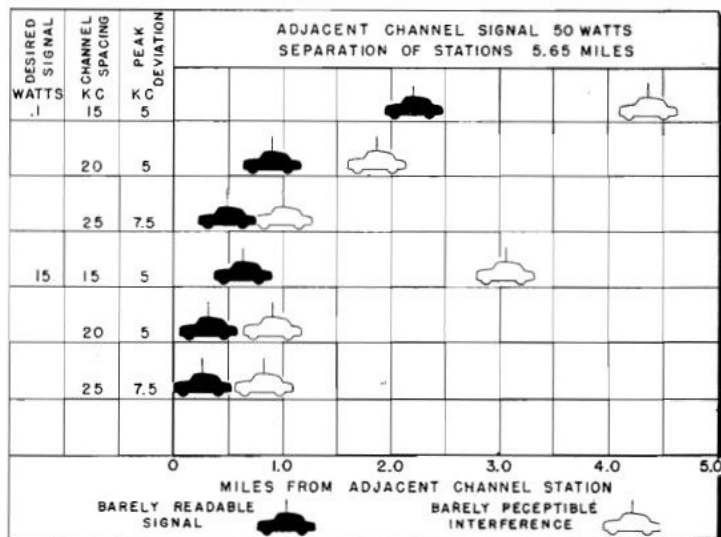 DESIRED SIGNAL
CHANNEL SPACING
PEAK DEVIATION
ADJACENT CHANNEL SIGNAL 50 WATTS
SEPARATION OF STATIONS 5.65 MILES
WATTS KC KC
.1 15 5
20 5
25 7.5
15 15 5
20 5
25 7.5
0 1.0 2.0 3.0 4.0 5.0
MILES FROM ADJACENT CHANNEL STATION
BARELY READABLE SIGNAL
BARELY PECEPTIBLE INTERFERENCE